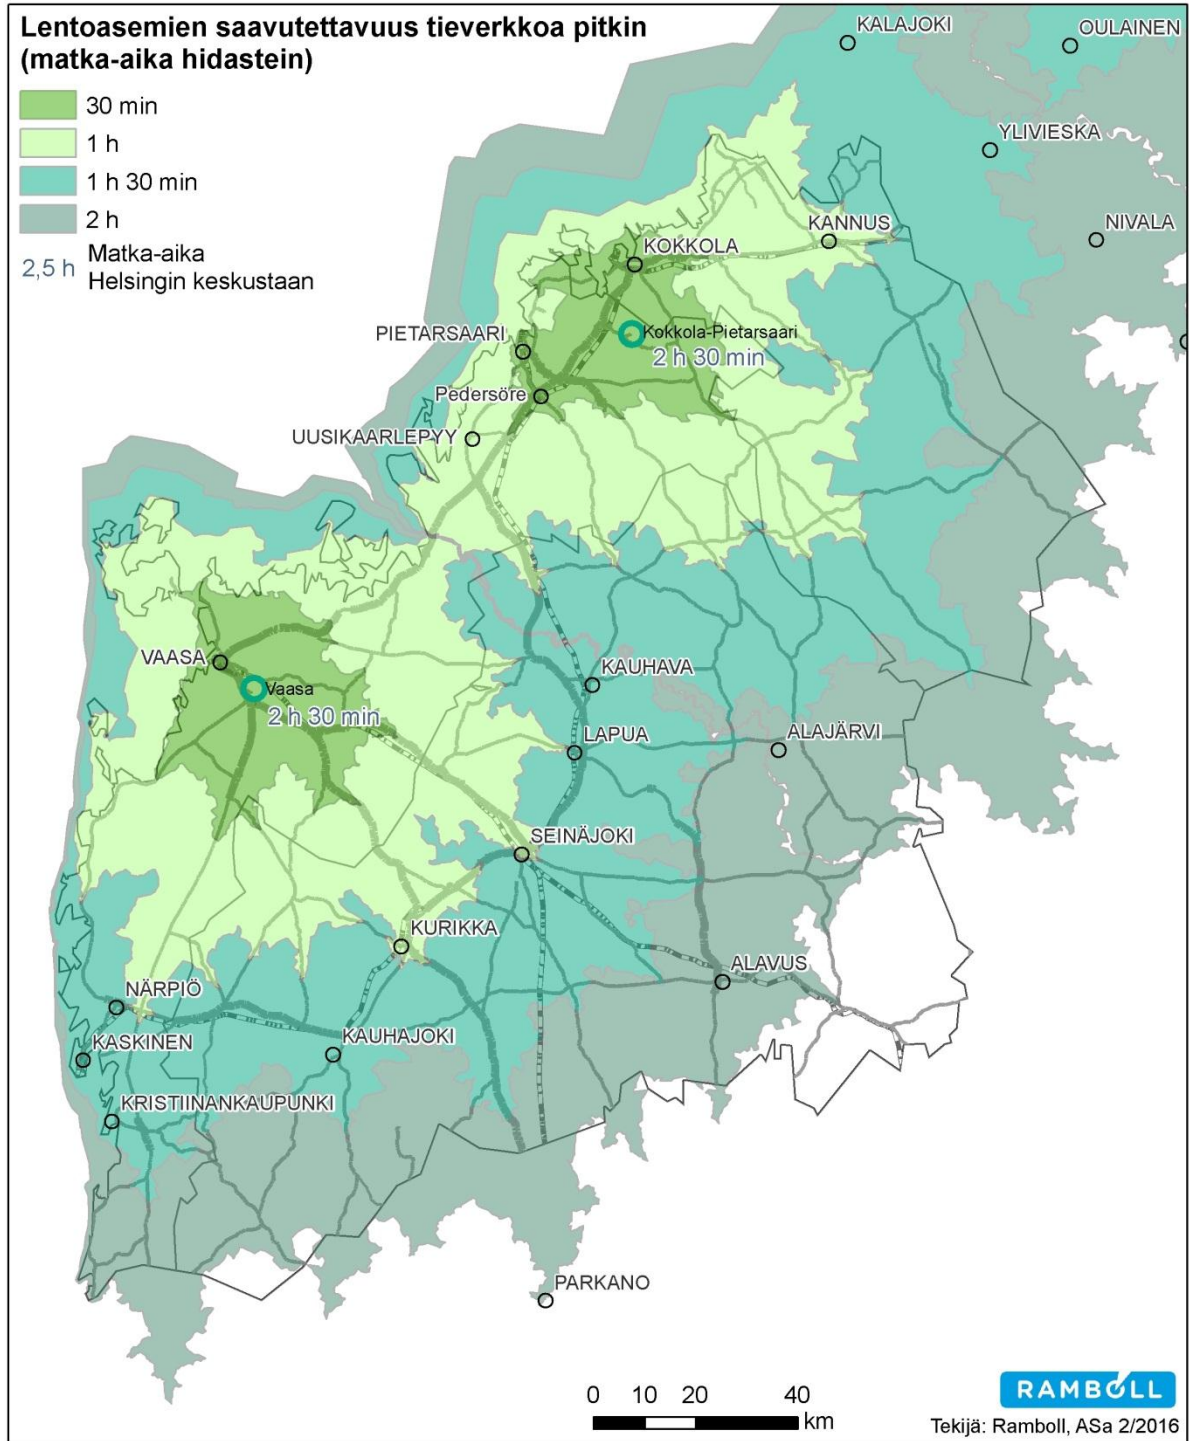 Lentoasemien saavutettavuus tieverkkoa pitkin
(matka-aika hidastein)
30 min
1 h
1 h 30 min
2 h
2,5 h Matka-aika
Helsingin keskustaan
KALAJOKI
OULAINEN
YLIVIESKA
NIVALA
KANNUS
KOKKOLA
Kokkola-Pietarsaari
2 h 30 min
PIETARSAARI
Pedersöre
UUSIKAARLEPYY
VAASA
Vaasa
2 h 30 min
KAUHAVA
LAPUA
ALAJÄRVI
SEINÄJOKI
KURIKKA
ALAVUS
NÄRPIÖ
KASKINEN
KAUHAJOKI
KRISTIINANKAUPUNKI
PARKANO
0 10 20 40
km
RAMBOLL
Tekijä: Ramboll, ASa 2/2016